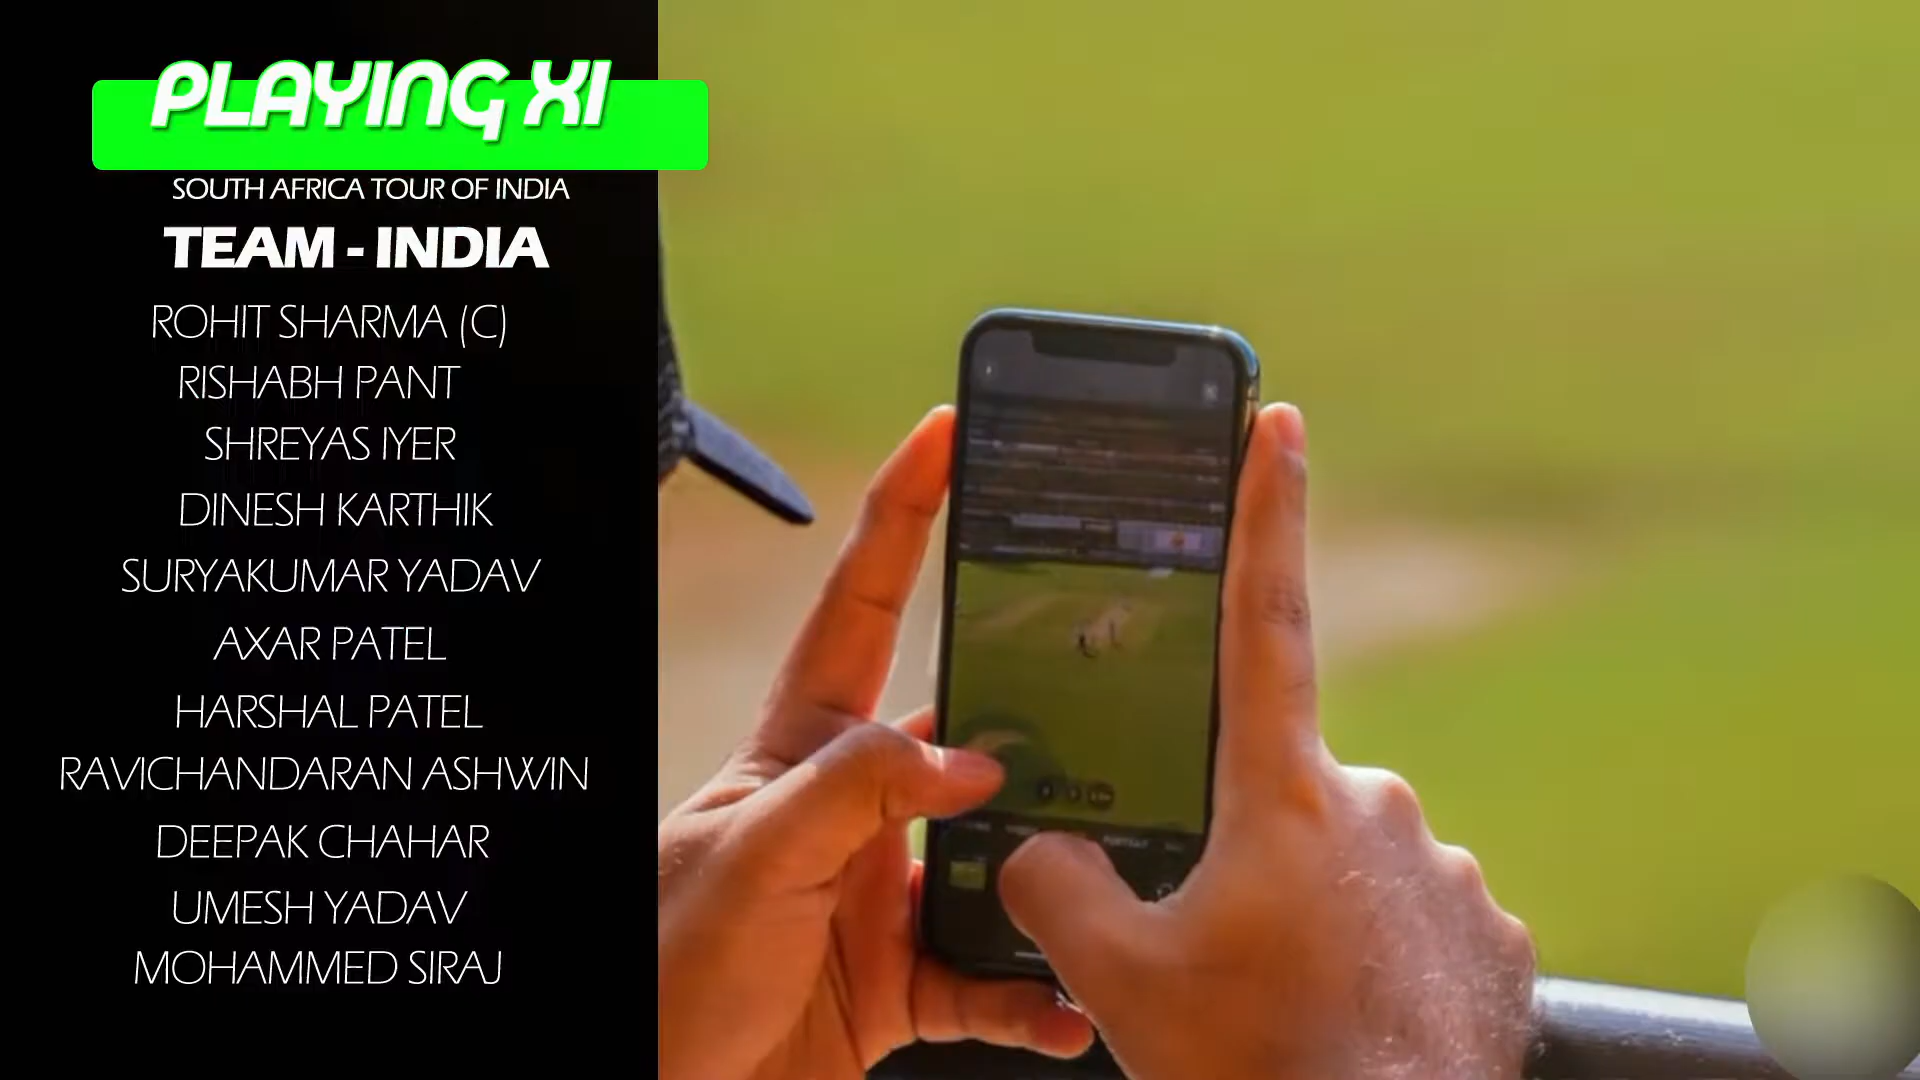 PLAYING XI
SOUTH AFRICA TOUR OF INDIA
TEAM - INDIA
ROHIT SHARMA (C)
RISHABH PANT
SHREYAS IYER
DINESH KARTHIK
SURYAKUMAR YADAV
AXAR PATEL
HARSHAL PATEL
RAVICHANDARAN ASHWIN
DEEPAK CHAHAR
UMESH YADAV
MOHAMMED SIRAJ
PORTRAIT